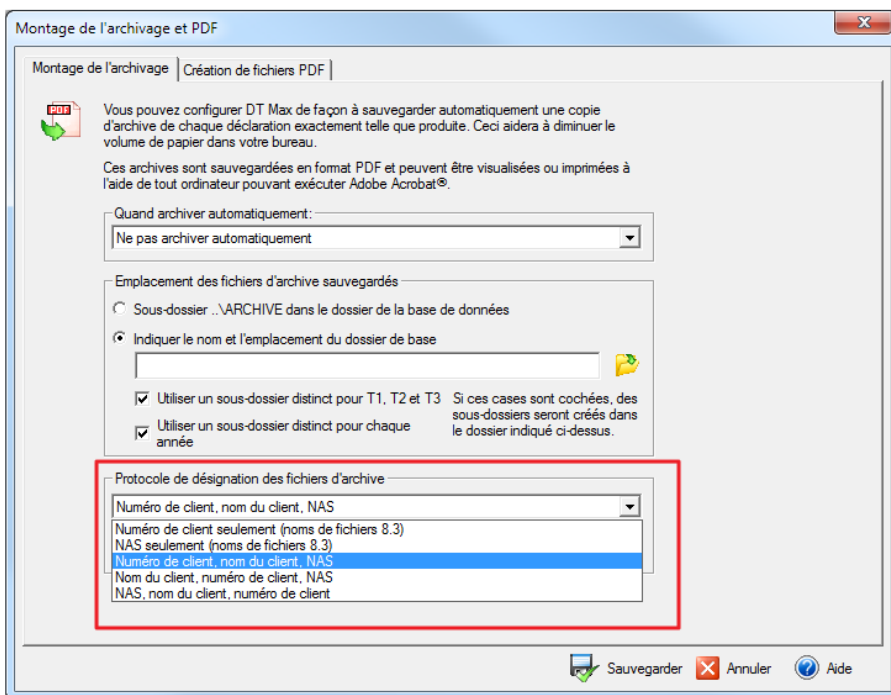 Montage de l'archivage et PDF
Montage de l'archivage
Création de fichiers PDF
PDF
Vous pouvez configurer DT Max de façon à sauvegarder automatiquement une copie
d'archive de chaque déclaration exactement telle que produite. Ceci aidera à diminuer le
volume de papier dans votre bureau.
Ces archives sont sauvegardées en format PDF et peuvent être visualisées ou imprimées à
l'aide de tout ordinateur pouvant exécuter Adobe Acrobat®.
Quand archiver automatiquement:
Ne pas archiver automatiquement
Emplacement des fichiers d'archive sauvegardés
Sous-dossier ..\ARCHIVE dans le dossier de la base de données
Indiquer le nom et l'emplacement du dossier de base
Utiliser un sous-dossier distinct pour T1, T2 et T3
Utiliser un sous-dossier distinct pour chaque
année
Si ces cases sont cochées, des
sous-dossiers seront créés dans
le dossier indiqué ci-dessus.
Protocole de désignation des fichiers d'archive
Numéro de client, nom du client, NAS
Numéro de client seulement (noms de fichiers 8.3)
NAS seulement (noms de fichiers 8.3)
Numéro de client, nom du client, NAS
Nom du client, numéro de client, NAS
NAS, nom du client, numéro de client
Sauvegarder
Annuler
Aide